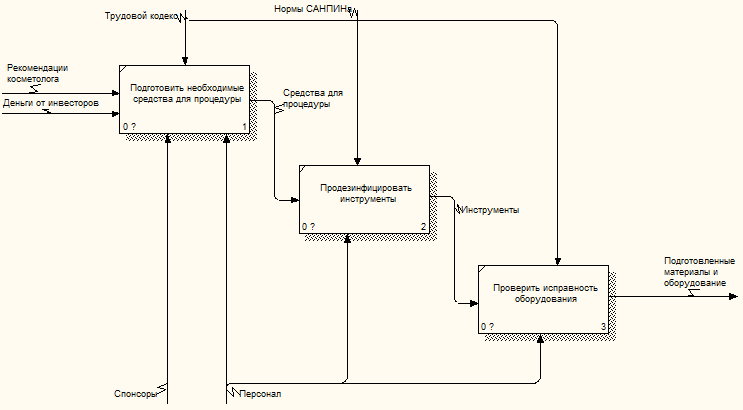 Трудовой кодекс
Нормы САНПИНа
Рекомендации
косметолога
Деньги от инвесторов
Подготовить необходимые
средства для процедуры
0 ?
1
Средства для
процедуры
Продезинфицировать
инструменты
0 ?
2
Инструменты
Проверить исправность
оборудования
0 ?
3
Подготовленные
материалы и
оборудование
Спонсоры
Персонал